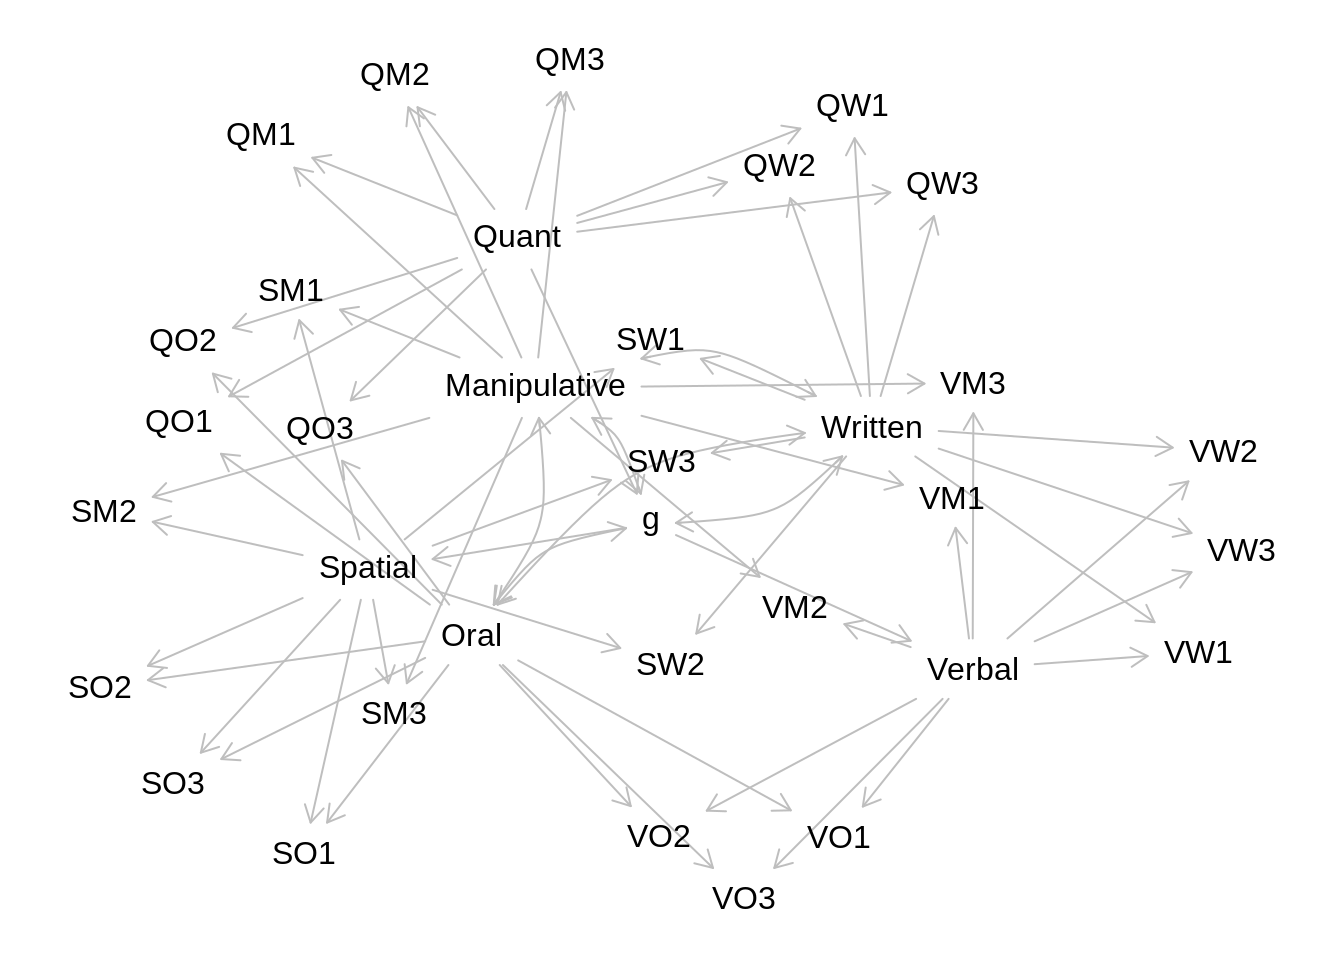 QM3
QM2
QW1
QM1
QW2
QW3
Quant
SM1
QO2
SW1
Manipulative
VM3
QO1
QO3
Written
VW2
SW3
VM1
SM2
g
VW3
Spatial
VM2
Oral
VW1
SW2
Verbal
SO2
SM3
SO3
VO2
VO1
SO1
VO3